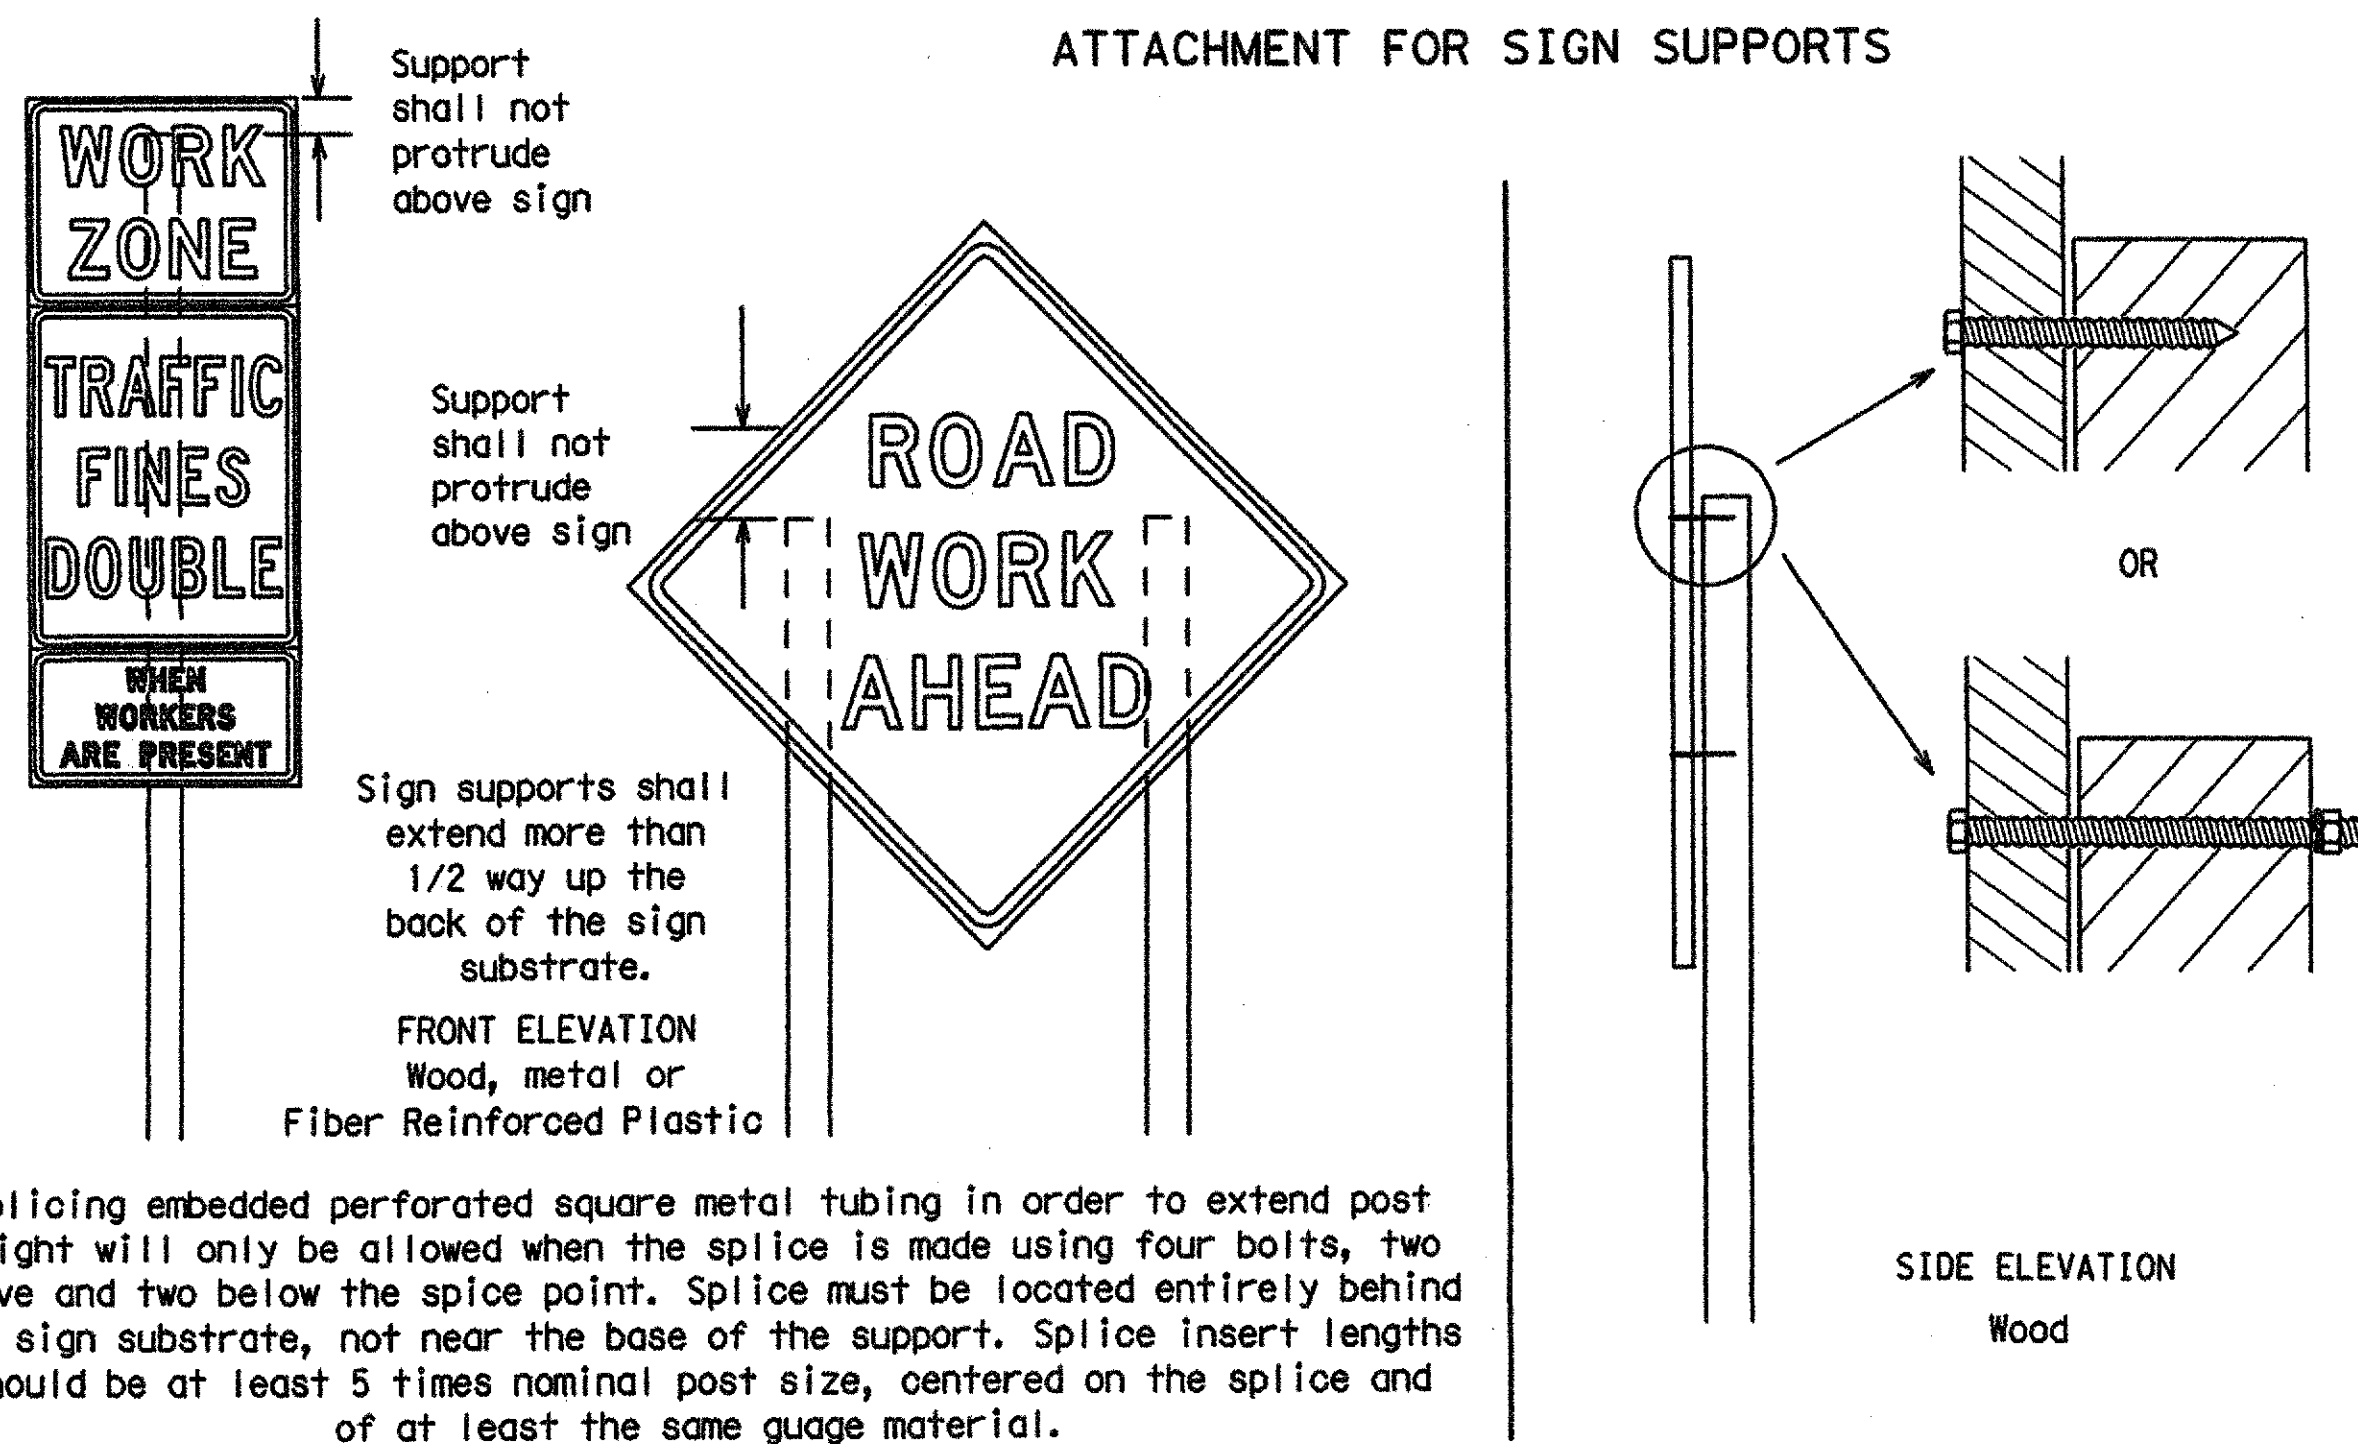 ATTACHMENT FOR SIGN SUPPORTS
Support
shall not
protrude
above sign
WORK
ZONE
TRAFFIC
FINES
DOUBLE
WHEN
WORKERS
ARE PRESENT
Support
shall not
protrude
above sign
ROAD
WORK
AHEAD
Sign supports shall
extend more than
1/2 way up the
back of the sign
substrate.
FRONT ELEVATION
Wood, metal or
Fiber Reinforced Plastic
OR
SIDE ELEVATION
Wood
licing embedded perforated square metal tubing in order to extend post
ight will only be allowed when the splice is made using four bolts, two
ve and two below the spice point. Splice must be located entirely behind
sign substrate, not near the base of the support. Splice insert lengths
ould be at least 5 times nominal post size, centered on the splice and
of at least the same guage material.